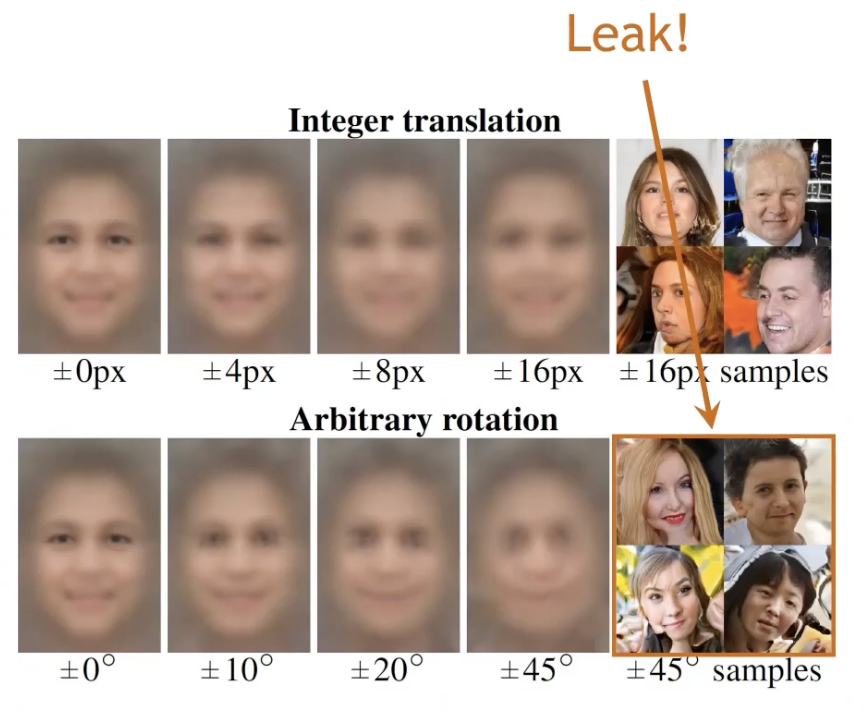 Leak!
Integer translation
±0px ±4px ±8px ±16px ±16px samples
Arbitrary rotation
±0° ±10° ±20° ±45° ±45° samples